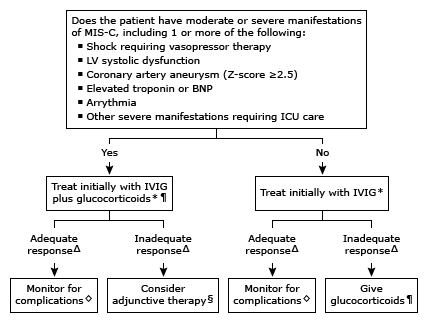 Does the patient have moderate or severe manifestations
of MIS-C, including 1 or more of the following:
▪ Shock requiring vasopressor therapy
▪ LV systolic dysfunction
▪ Coronary artery aneurysm (Z-score ≥2.5)
▪ Elevated troponin or BNP
▪ Arrythmia
▪ Other severe manifestations requiring ICU care
Yes
No
Treat initially with IVIG
plus glucocorticoids*¶
Treat initially with IVIG*
Adequate
responseΔ
Inadequate
responseΔ
Adequate
responseΔ
Inadequate
responseΔ
Monitor for
complications◇
Consider
adjunctive therapy§
Monitor for
complications◇
Give
glucocorticoids¶